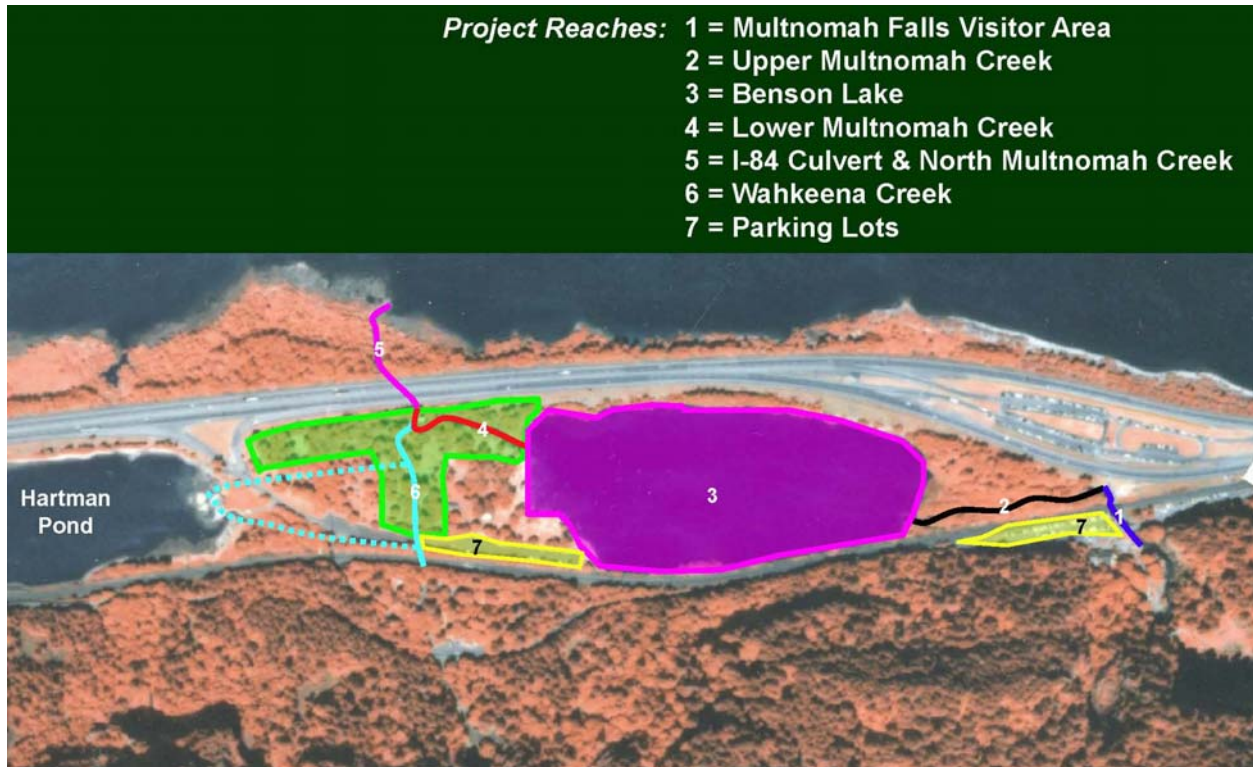 Project Reaches: 1 = Multnomah Falls Visitor Area
2 = Upper Multnomah Creek
3 = Benson Lake
4 = Lower Multnomah Creek
5 = I-84 Culvert & North Multnomah Creek
6 = Wahkeena Creek
7 = Parking Lots
5
4
6
3
2
7
1
7
Hartman
Pond